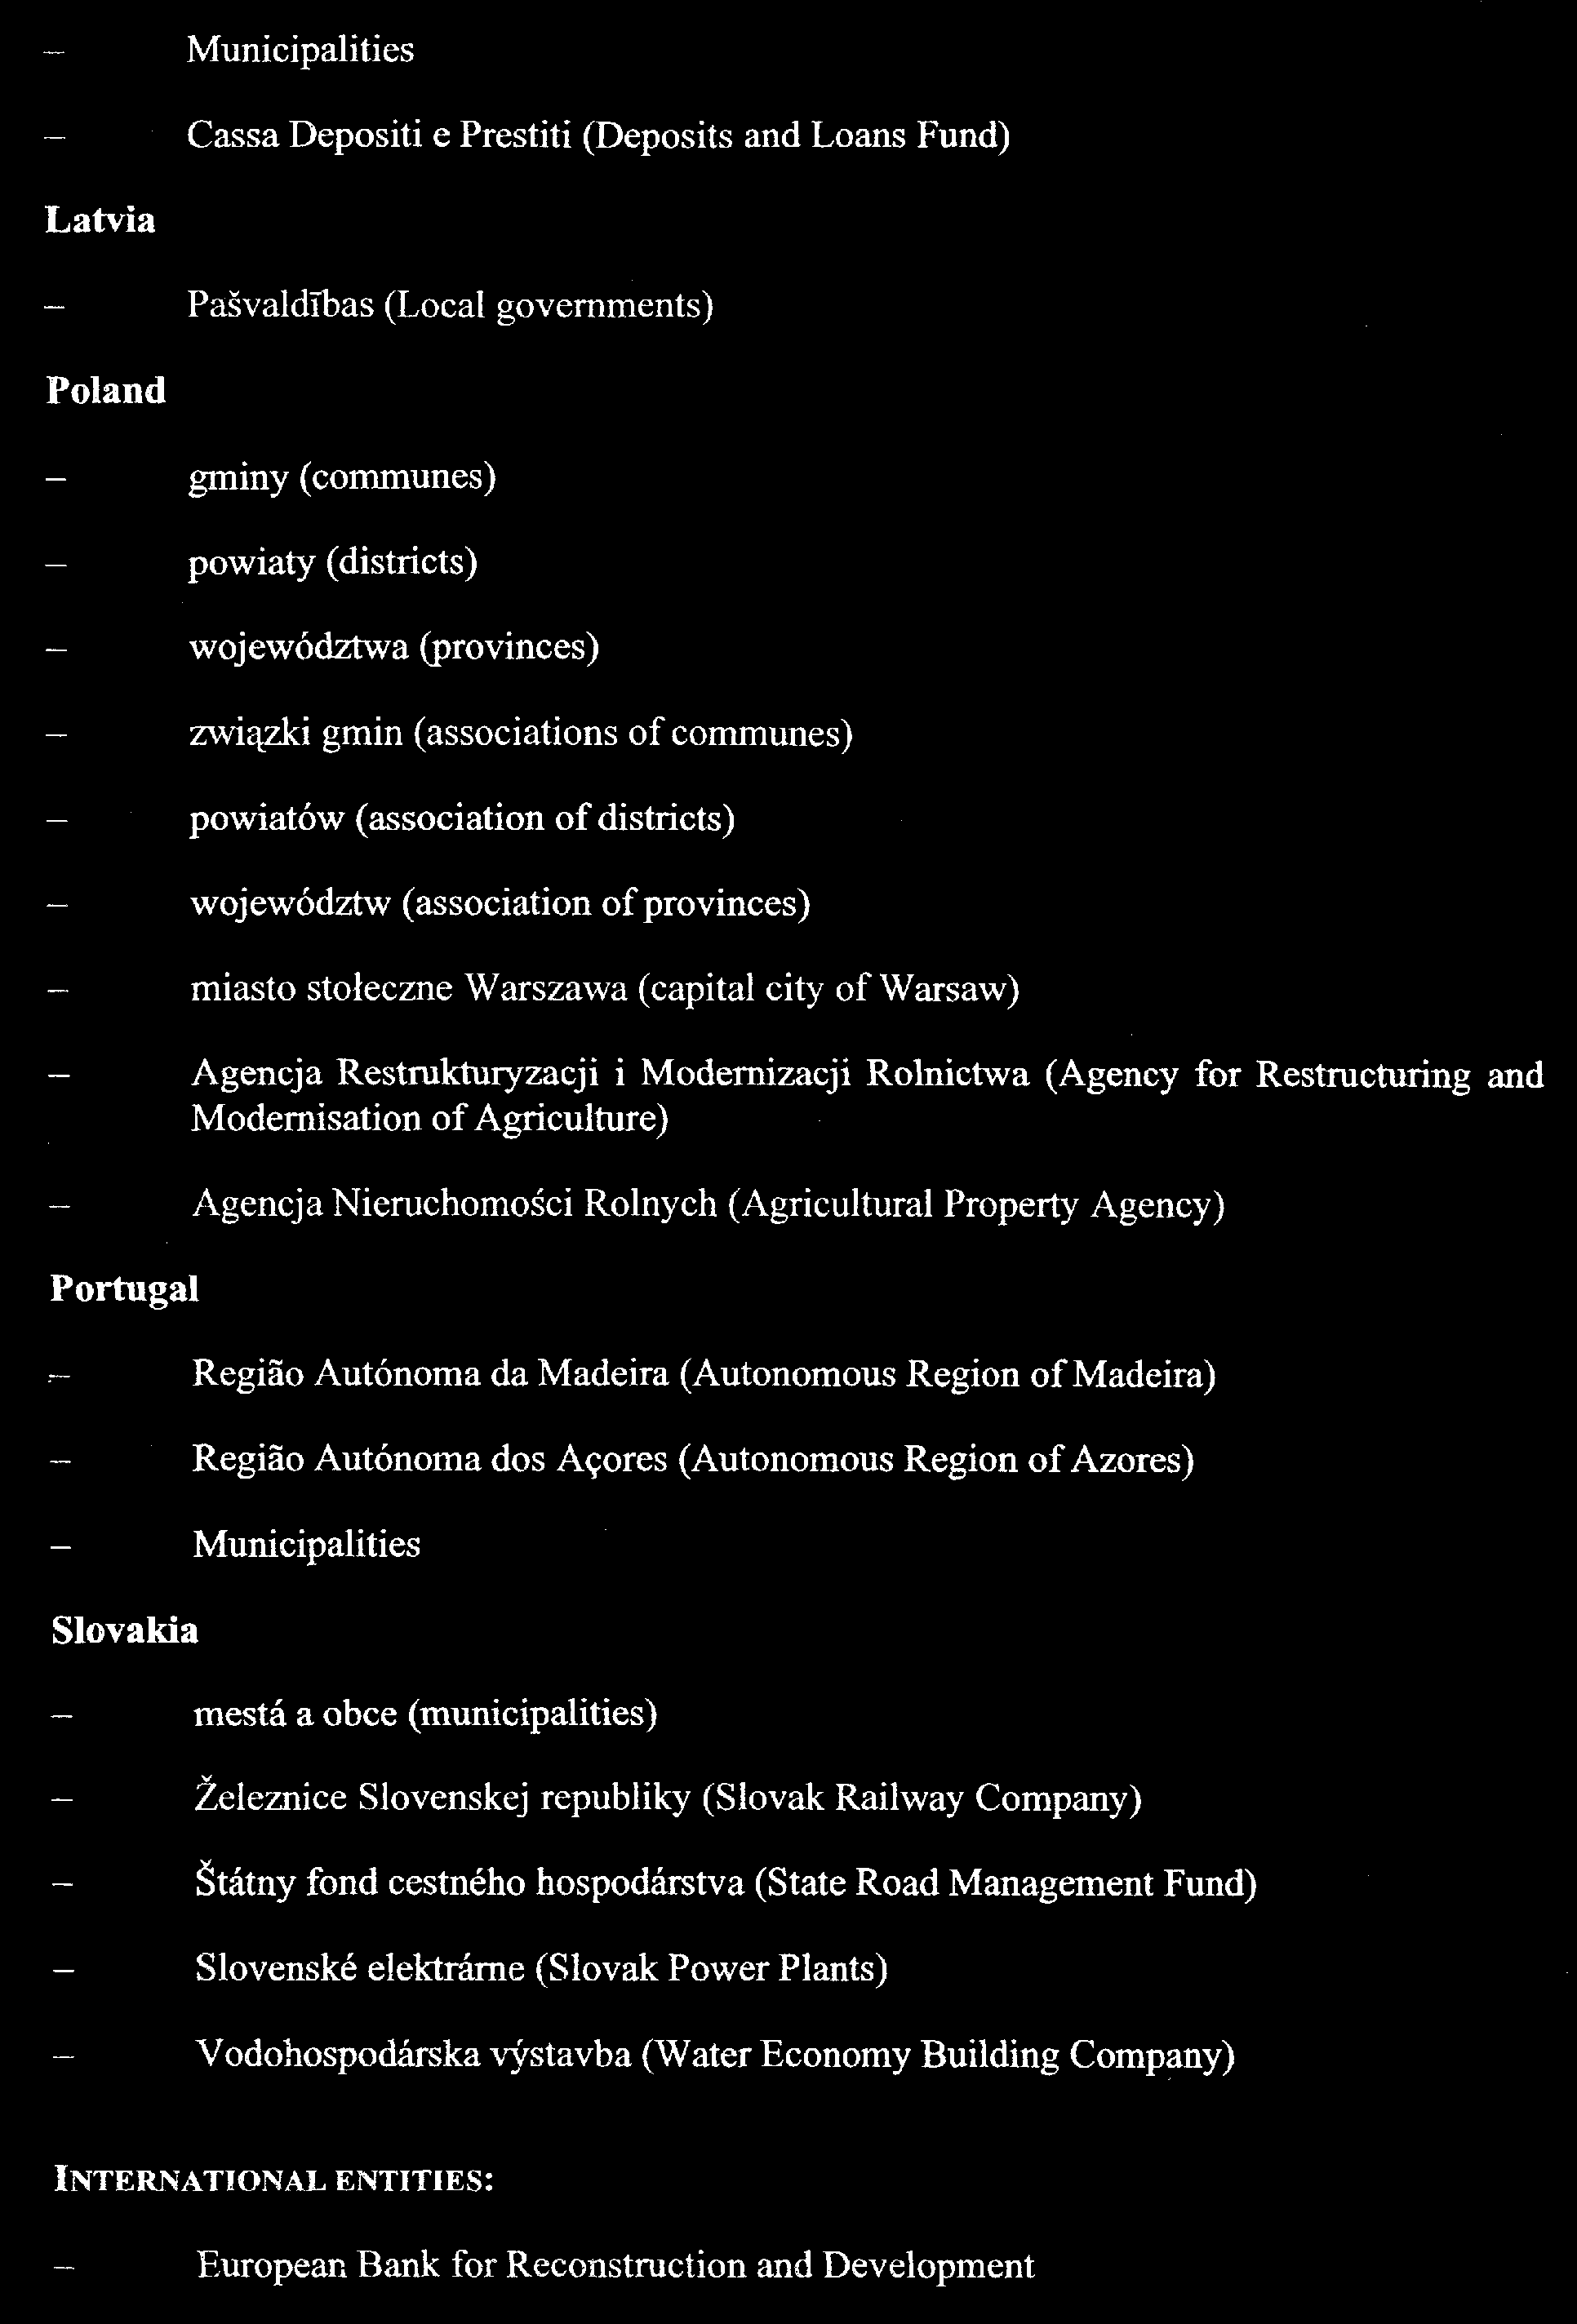 – Municipalities
– Cassa Depositi e Prestiti (Deposits and Loans Fund)
Latvia
– Pašvaldības (Local governments)
Poland
– gminy (communes)
– powiaty (districts)
– województwa (provinces)
– związki gmin (associations of communes)
– powiatów (association of districts)
– województw (association of provinces)
– miasto stołeczne Warszawa (capital city of Warsaw)
– Agencja Restrukturyzacji i Modernizacji Rolnictwa (Agency for Restructuring and
Modernisation of Agriculture)
– Agencja Nieruchomości Rolnych (Agricultural Property Agency)
Portugal
– Região Autónoma da Madeira (Autonomous Region of Madeira)
– Região Autónoma dos Açores (Autonomous Region of Azores)
– Municipalities
Slovakia
– mestá a obce (municipalities)
– Železnice Slovenskej republiky (Slovak Railway Company)
– Štátny fond cestného hospodárstva (State Road Management Fund)
– Slovenské elektrárne (Slovak Power Plants)
– Vodohospodárska výstavba (Water Economy Building Company)
INTERNATIONAL ENTITIES:
– European Bank for Reconstruction and Development